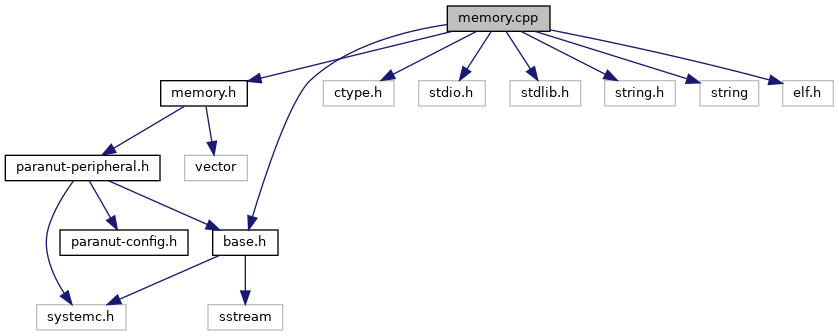 memory.cpp
memory.h
ctype.h
stdio.h
stdlib.h
string.h
string
elf.h
paranut-peripheral.h
vector
paranut-config.h
base.h
systemc.h
sstream